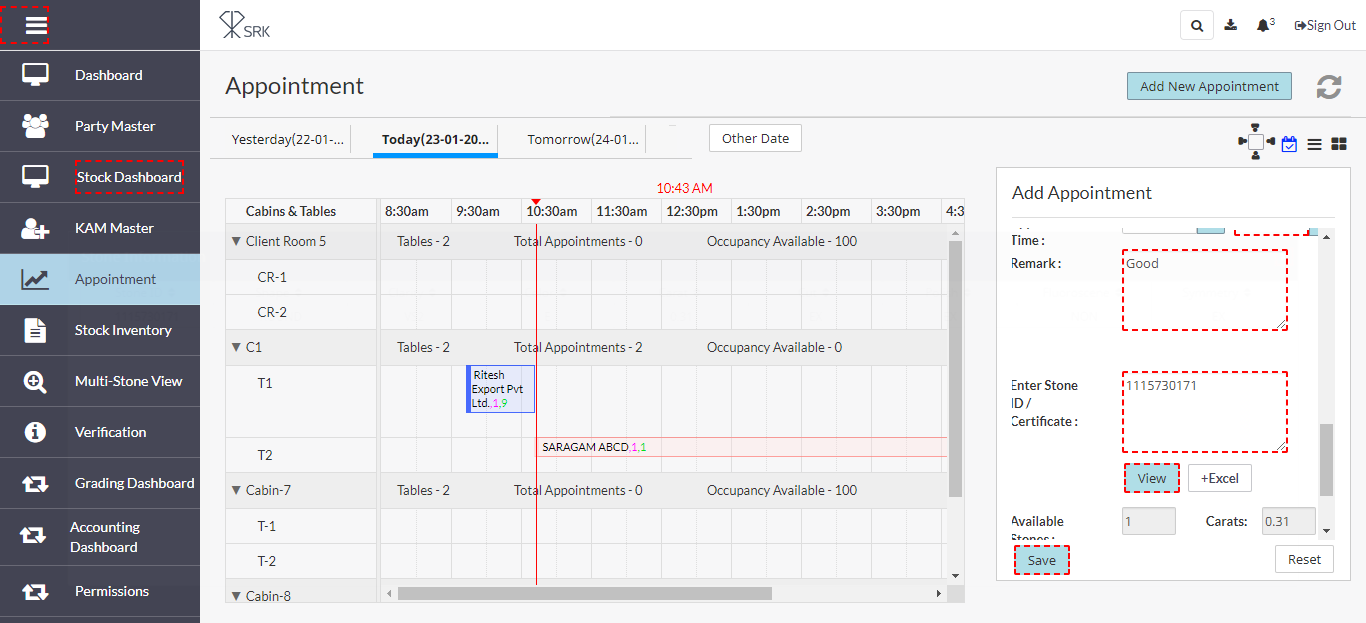 SRK
3
Sign Out
Dashboard
Party Master
Stock Dashboard
KAM Master
Appointment
Stock Inventory
Multi-Stone View
Verification
Grading Dashboard
Accounting
Dashboard
Permissions
Appointment
Add New Appointment
Yesterday(22-01-...
Today(23-01-20...
Tomorrow(24-01...
Other Date
10:43 AM
Cabins & Tables 8:30am 9:30am 10:30am 11:30am 12:30pm 1:30pm 2:30pm 3:30pm 4:3
Client Room 5 Tables - 2 Total Appointments - 0 Occupancy Available - 100
CR-1
CR-2
C1 Tables - 2 Total Appointments - 2 Occupancy Available - 0
T1
Ritesh
Export Pvt
Ltd.,1,9
T2 SARAGAM ABCD,1,1
Cabin-7 Tables - 2 Total Appointments - 0 Occupancy Available - 100
T-1
T-2
Cabin-8
Add Appointment
Time :
Remark : Good
Enter Stone 1115730171
ID /
Certificate :
View +Excel
Available 1 Carats: 0.31
Stones :
Save Reset